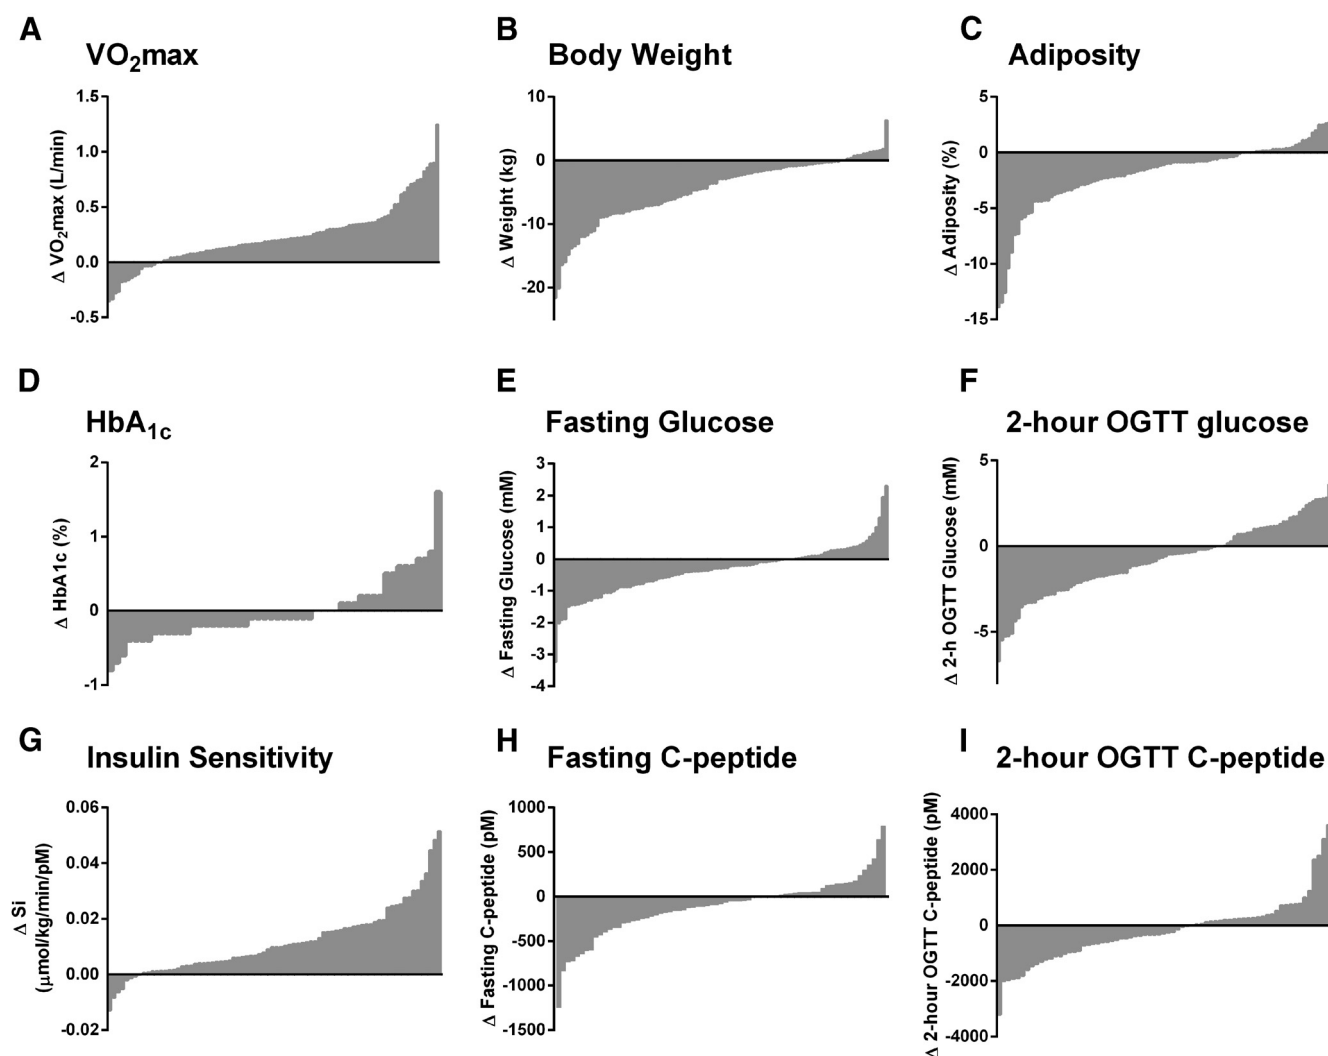 A
VO2max
Δ VO2max (L/min)
1.5
1.0
0.5
0.0
-0.5
B
Body Weight
Δ Weight (kg)
10
0
-10
-20
C
Adiposity
Δ Adiposity (%)
5
0
-5
-10
-15
D
HbA1c
Δ HbA1c (%)
2
1
0
-1
E
Fasting Glucose
Δ Fasting Glucose (mM)
3
2
1
0
-1
-2
-3
-4
F
2-hour OGTT glucose
Δ 2-h OGTT Glucose (mM)
5
0
-5
G
Insulin Sensitivity
Δ Si
(μmol/kg/min/pM)
0.06
0.04
0.02
0.00
-0.02
H
Fasting C-peptide
Δ Fasting C-peptide (pM)
1000
500
0
-500
-1000
-1500
I
2-hour OGTT C-peptide
Δ 2-hour OGTT C-peptide (pM)
4000
2000
0
-2000
-4000